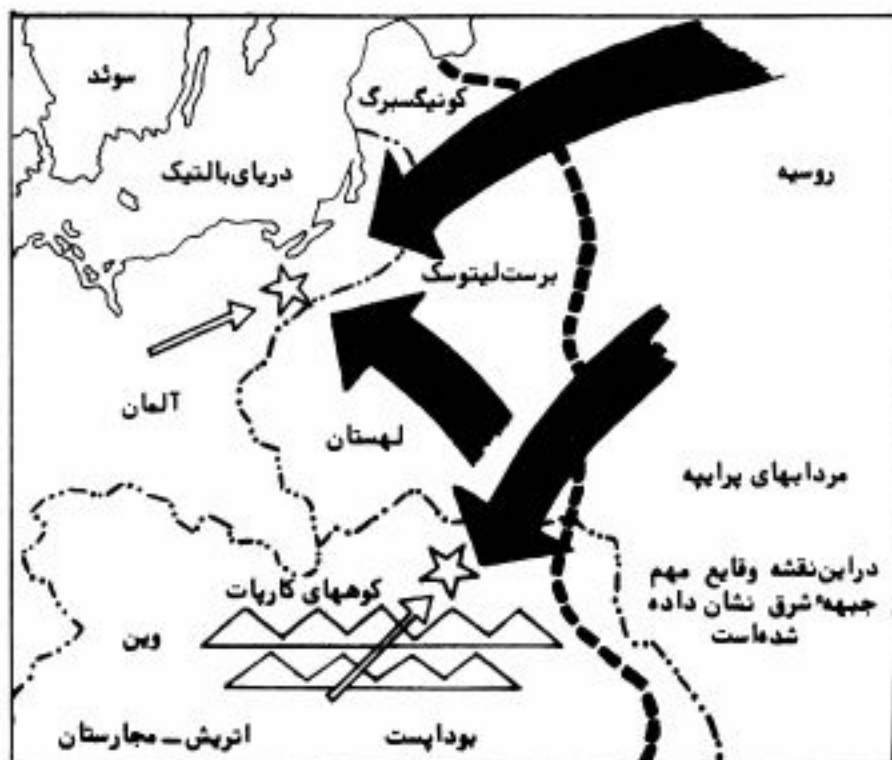 سوئد
کونیگسبرگ
دریای بالتیک
روسیه
برست لیتوسک
آلمان
لهستان
مردابهای پرایپه
دراین نقشه وقایع مهم
جبههٔ شرق نشان داده
شده‌است
کوههای کارپات
وین
اتریش - مجارستان
بوداپست